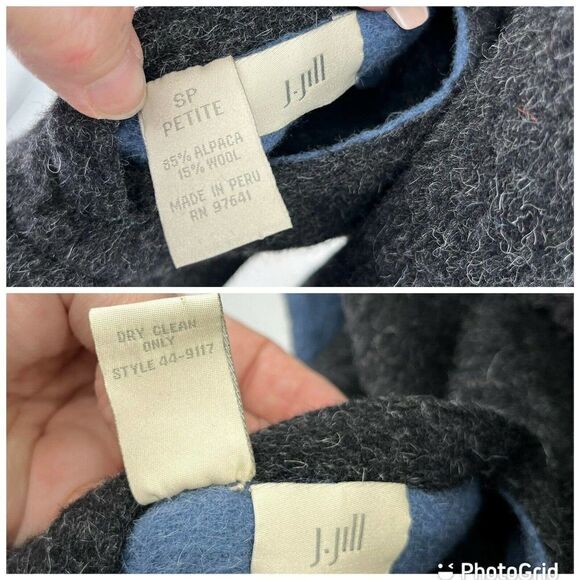 SP
PETITE
85% ALPACA
15% WOOL
MADE IN PERU
RN 97641
J.Jill
DRY CLEAN
ONLY
STYLE 44-9117
J.Jill
PhotoGrid